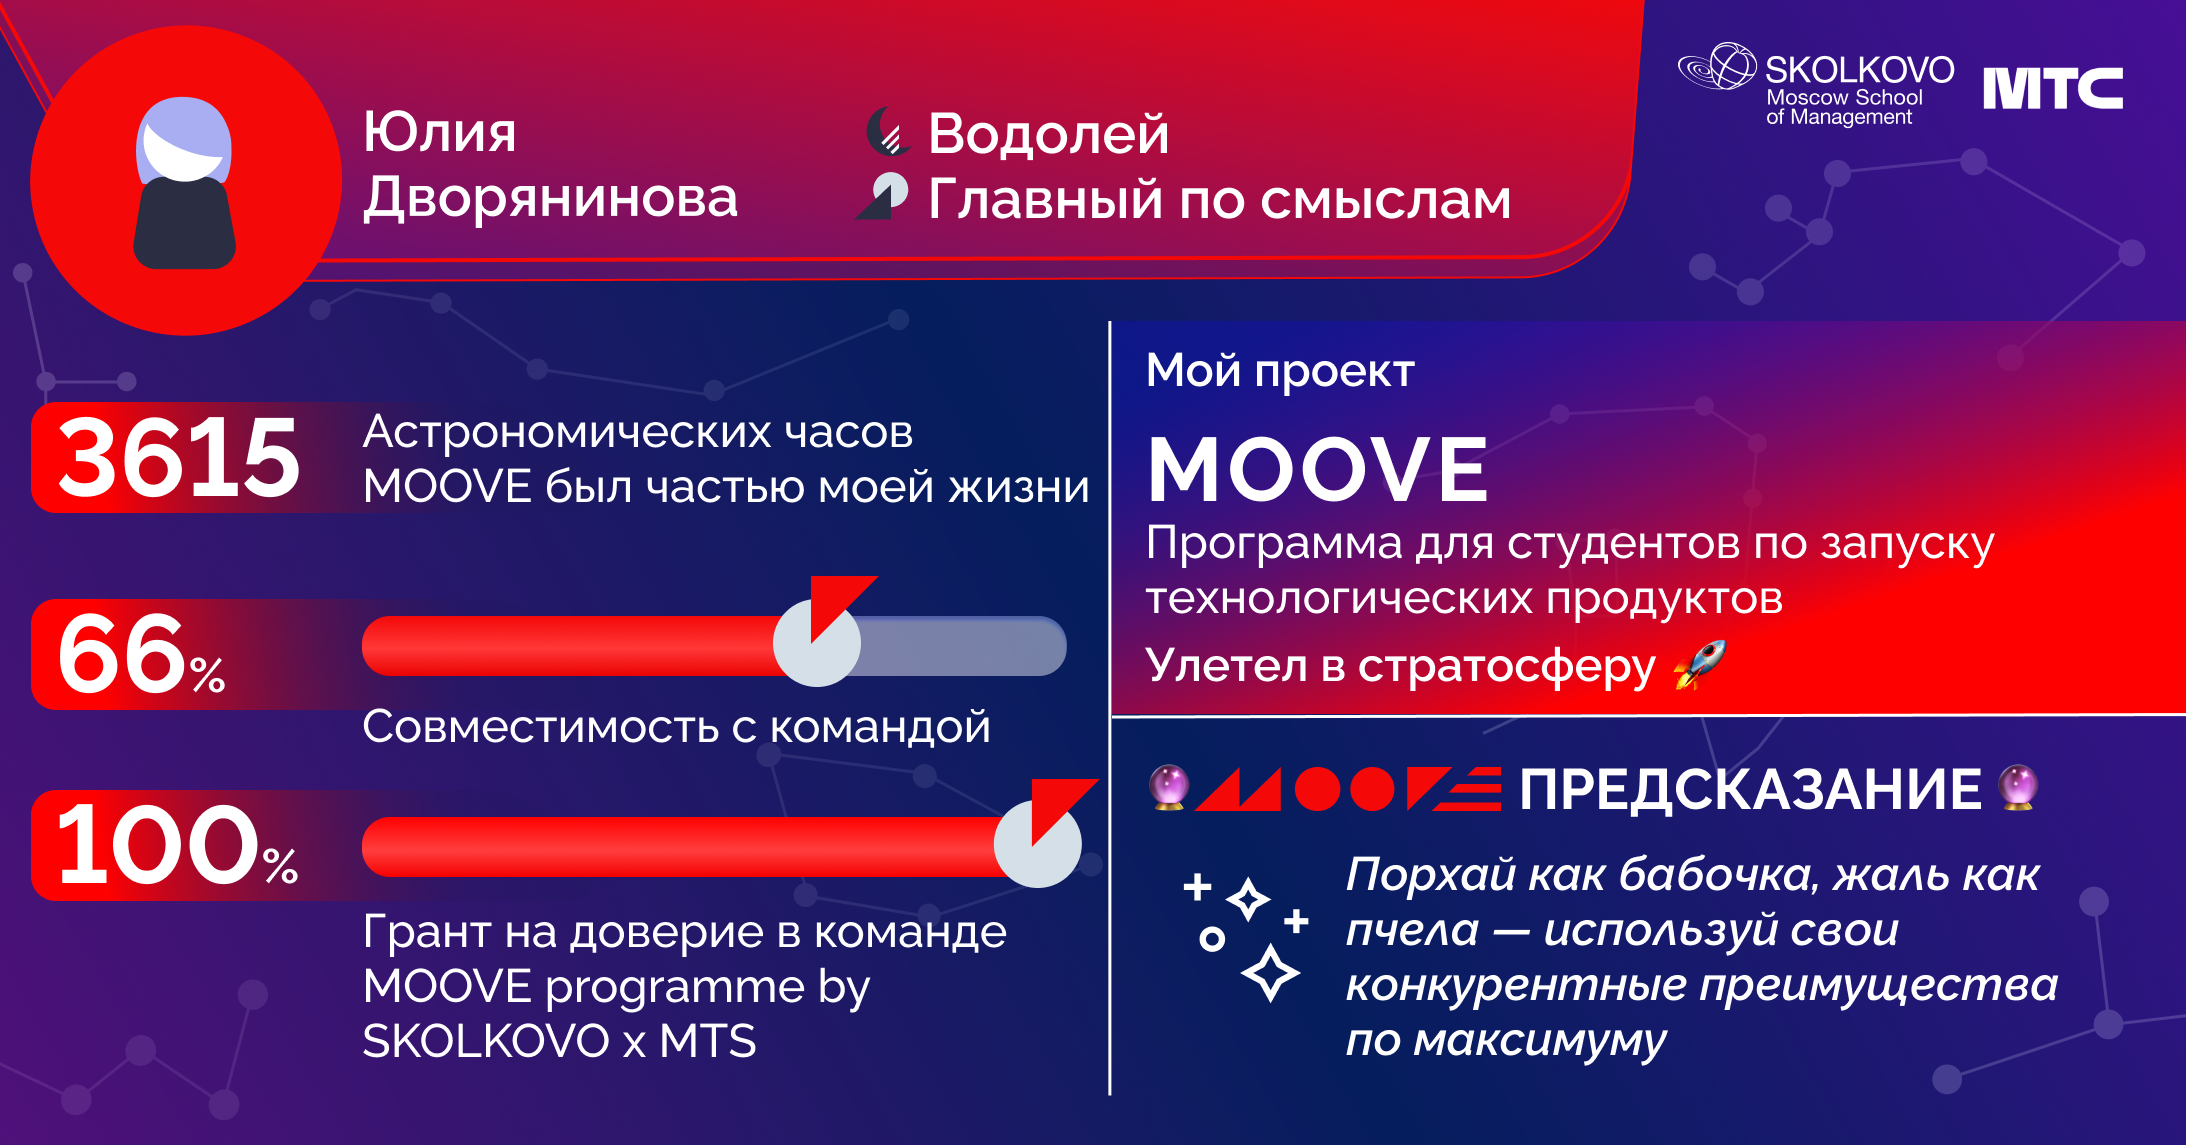 Юлия
Дворянинова
Водолей
Главный по смыслам
SKOLKOVO
Moscow School
of Management
МТС
3615
Астрономических часов
MOOVE был частью моей жизни
66%
Совместимость с командой
100%
Грант на доверие в команде
MOOVE programme by
SKOLKOVO x MTS
Мой проект
MOOVE
Программа для студентов по запуску
технологических продуктов
Улетел в стратосферу 🚀
🔮 MOOVE ПРЕДСКАЗАНИЕ 🔮
Порхай как бабочка, жаль как
пчела — используй свои
конкурентные преимущества
по максимуму